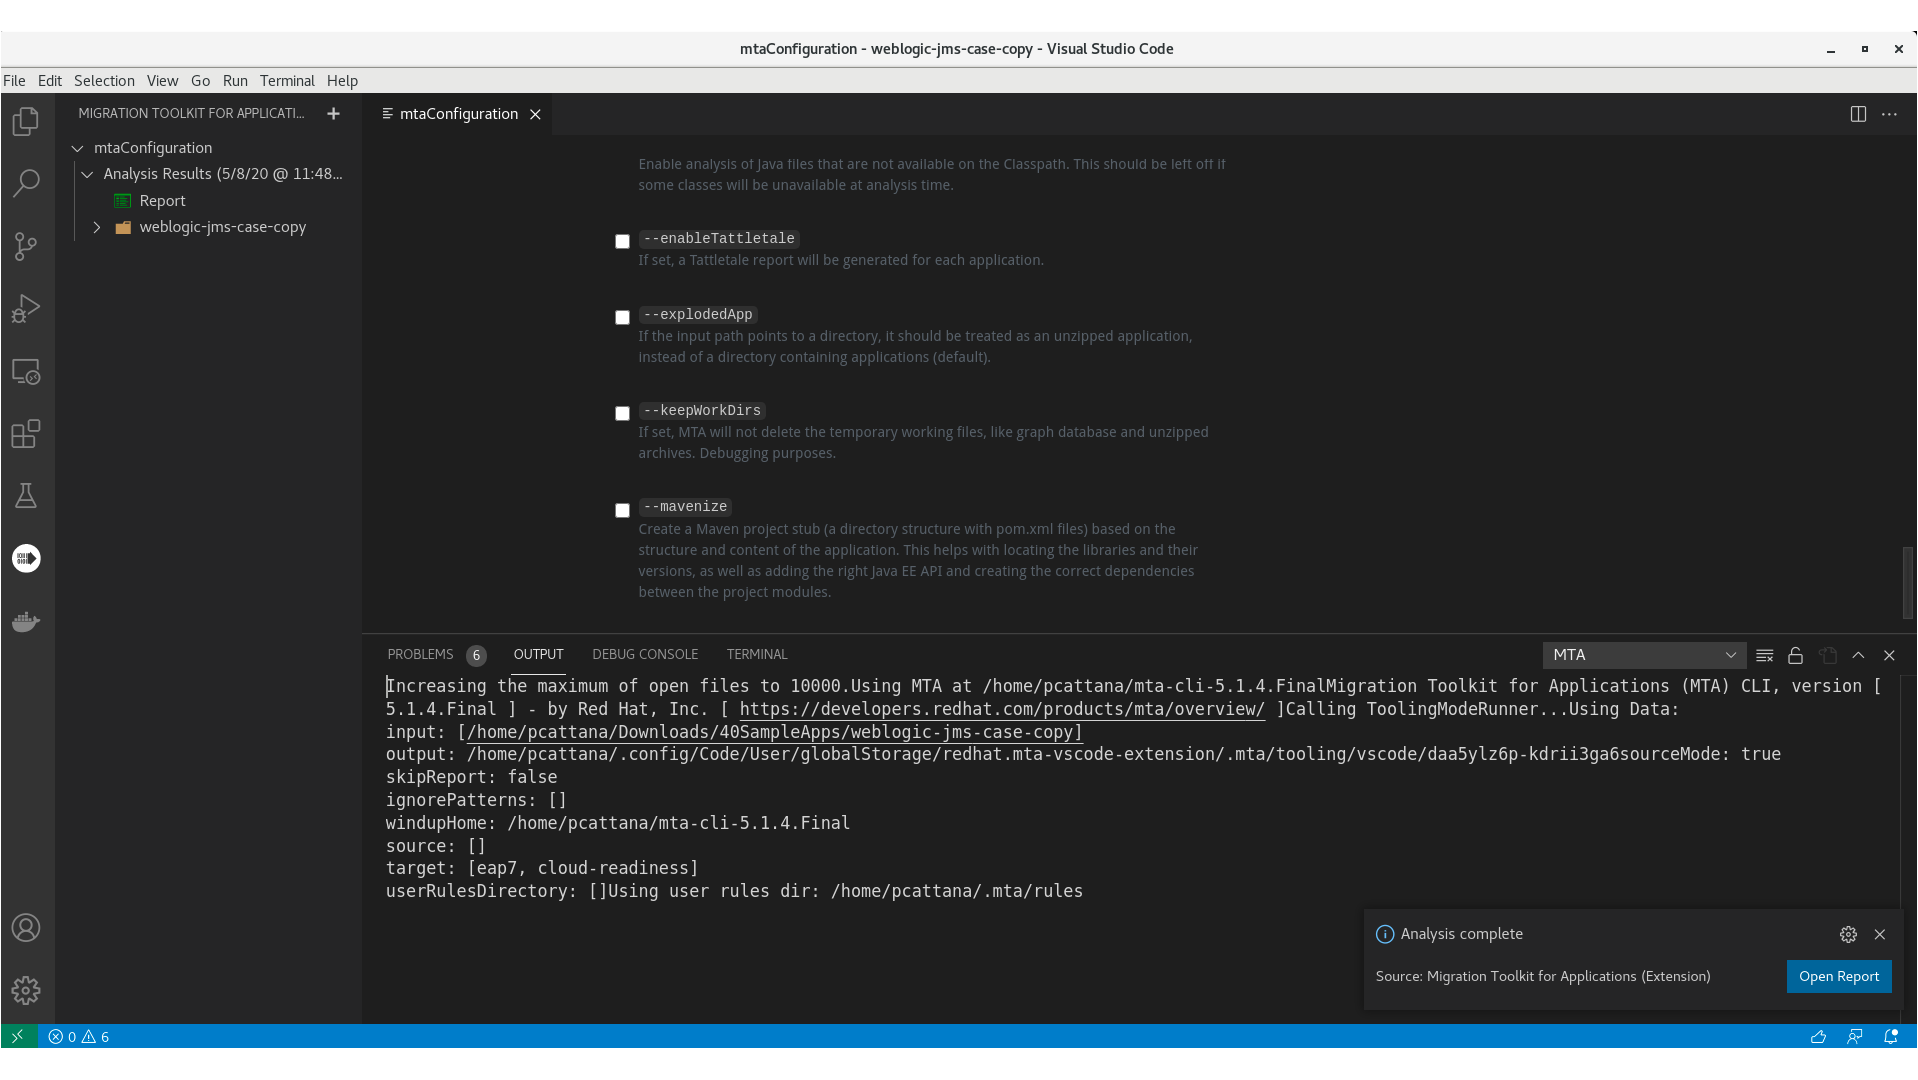 mtaConfiguration - weblogic-jms-case-copy - Visual Studio Code
File Edit Selection View Go Run Terminal Help
MIGRATION TOOLKIT FOR APPLICATI...
mtaConfiguration
Analysis Results (5/8/20 @ 11:48...
Report
weblogic-jms-case-copy
mtaConfiguration
Enable analysis of Java files that are not available on the Classpath. This should be left off if
some classes will be unavailable at analysis time.
--enableTattletale
If set, a Tattletale report will be generated for each application.
--explodedApp
If the input path points to a directory, it should be treated as an unzipped application,
instead of a directory containing applications (default).
--keepWorkDirs
If set, MTA will not delete the temporary working files, like graph database and unzipped
archives. Debugging purposes.
--mavenize
Create a Maven project stub (a directory structure with pom.xml files) based on the
structure and content of the application. This helps with locating the libraries and their
versions, as well as adding the right Java EE API and creating the correct dependencies
between the project modules.
PROBLEMS 6 OUTPUT DEBUG CONSOLE TERMINAL MTA
Increasing the maximum of open files to 10000.Using MTA at /home/pcattana/mta-cli-5.1.4.FinalMigration Toolkit for Applications (MTA) CLI, version [
5.1.4.Final ] - by Red Hat, Inc. [ https://developers.redhat.com/products/mta/overview/ ]Calling ToolingModeRunner...Using Data:
input: [/home/pcattana/Downloads/40SampleApps/weblogic-jms-case-copy]
output: /home/pcattana/.config/Code/User/globalStorage/redhat.mta-vscode-extension/.mta/tooling/vscode/daa5ylz6p-kdrii3ga6sourceMode: true
skipReport: false
ignorePatterns: []
windupHome: /home/pcattana/mta-cli-5.1.4.Final
source: []
target: [eap7, cloud-readiness]
userRulesDirectory: []Using user rules dir: /home/pcattana/.mta/rules
Analysis complete
Source: Migration Toolkit for Applications (Extension) Open Report
0 6